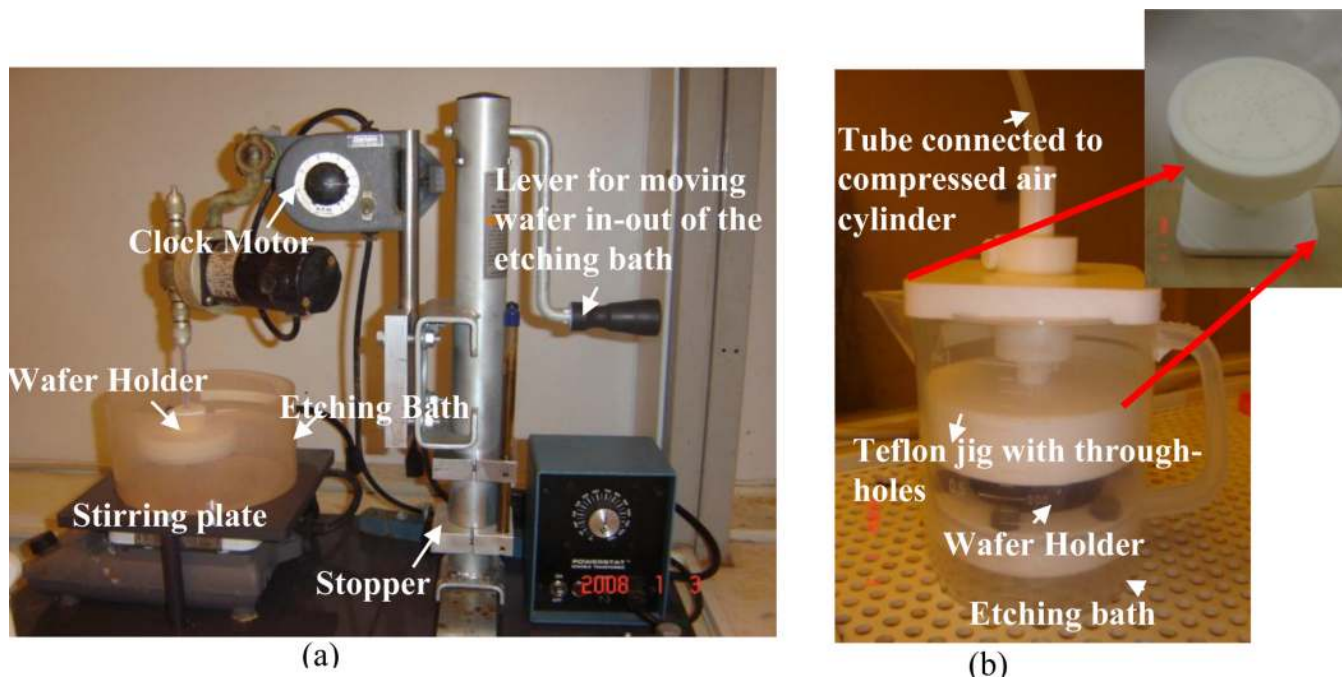 Clock Motor
Lever for moving
wafer in-out of the
etching bath
Wafer Holder
Etching Bath
Stirring plate
Stopper
POWERSTAT
2008 1 3
(a)
Tube connected to
compressed air
cylinder
Teflon jig with through-
holes
Wafer Holder
Etching bath
(b)